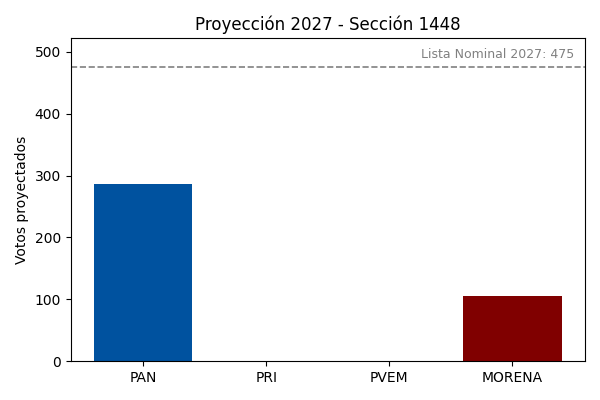 Proyección 2027 - Sección 1448
Lista Nominal 2027: 475
Votos proyectados
500
400
300
200
100
0
PAN PRI PVEM MORENA